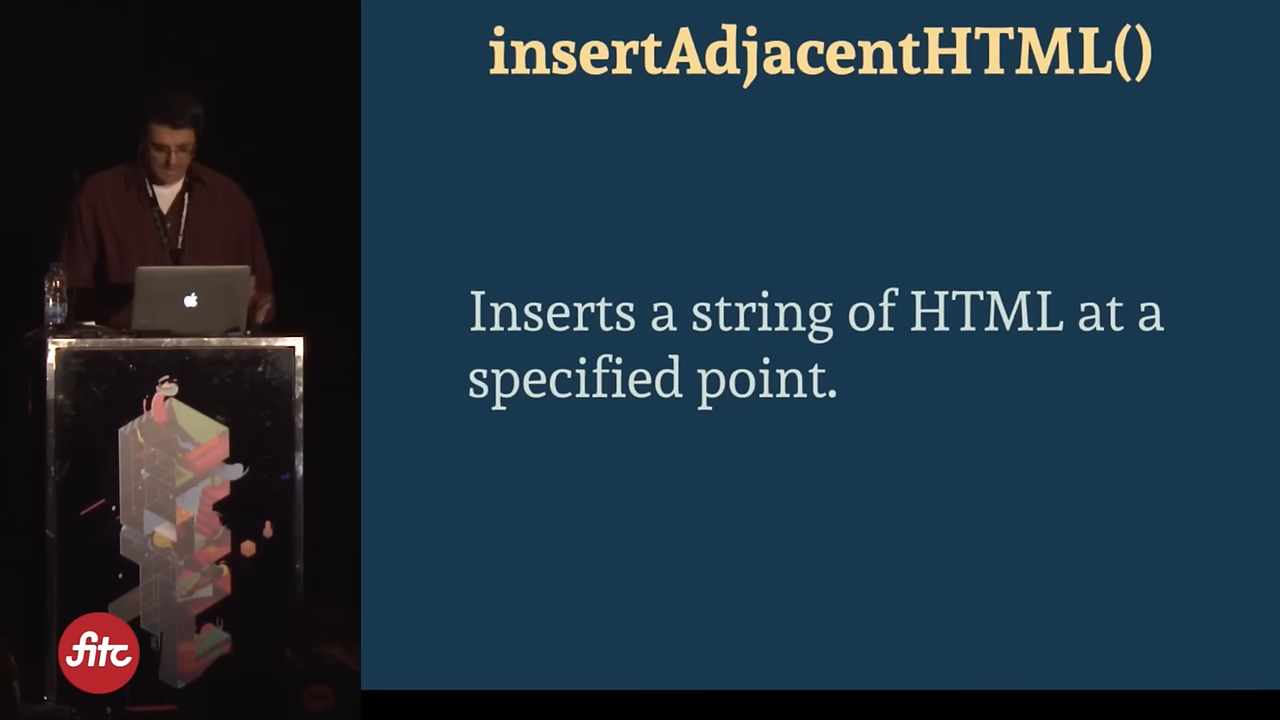 insertAdjacentHTML()
Inserts a string of HTML at a
specified point.
fitc